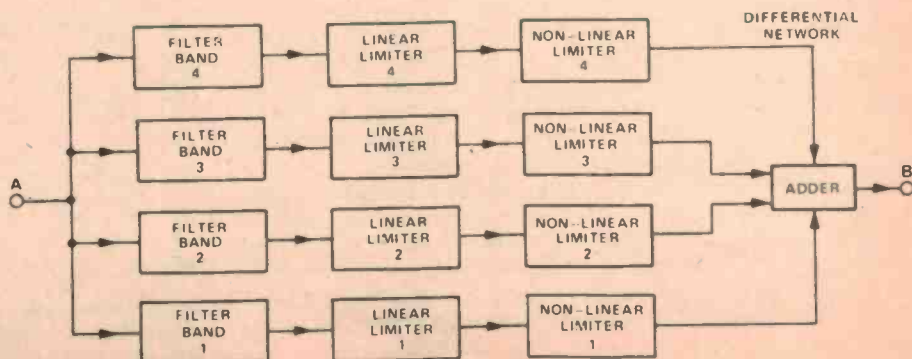 DIFFERENTIAL
NETWORK
FILTER
BAND
4
LINEAR
LIMITER
4
NON-LINEAR
LIMITER
4
FILTER
BAND
3
LINEAR
LIMITER
3
NON-LINEAR
LIMITER
3
A
ADDER
B
FILTER
BAND
2
LINEAR
LIMITER
2
NON-LINEAR
LIMITER
2
FILTER
BAND
1
LINEAR
LIMITER
1
NON-LINEAR
LIMITER
1